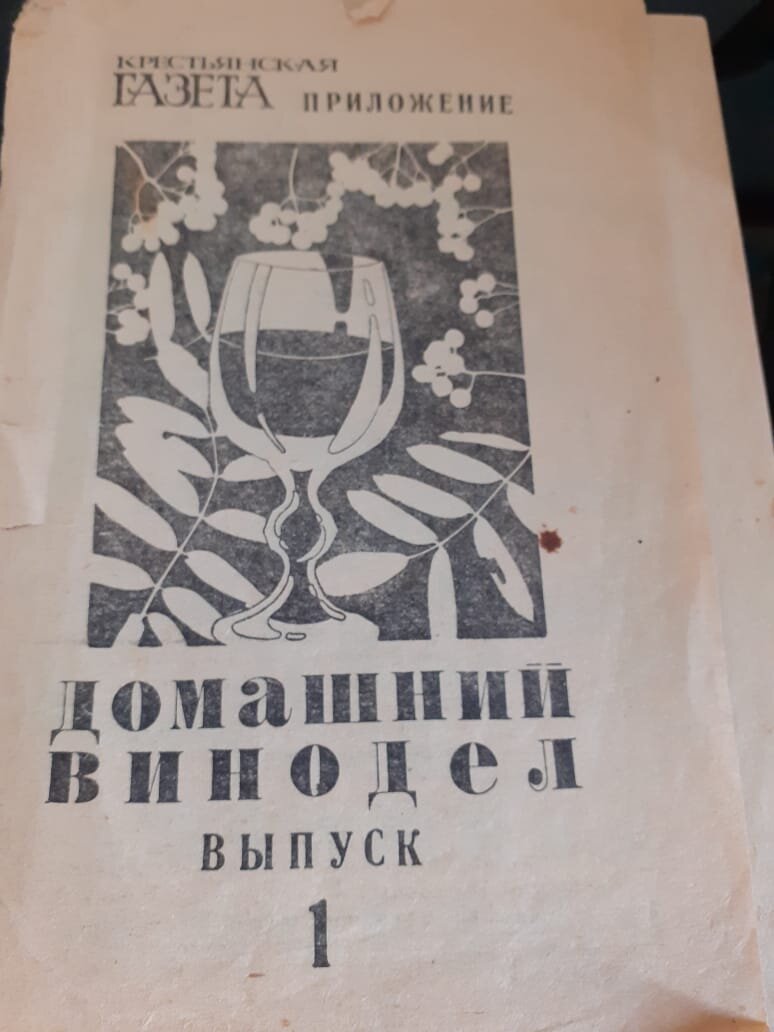 КРЕСТЬЯНСКАЯ
ГАЗЕТА ПРИЛОЖЕНИЕ
ДОМАШНИЙ
ВИНОДЕЛ
ВЫПУСК
1